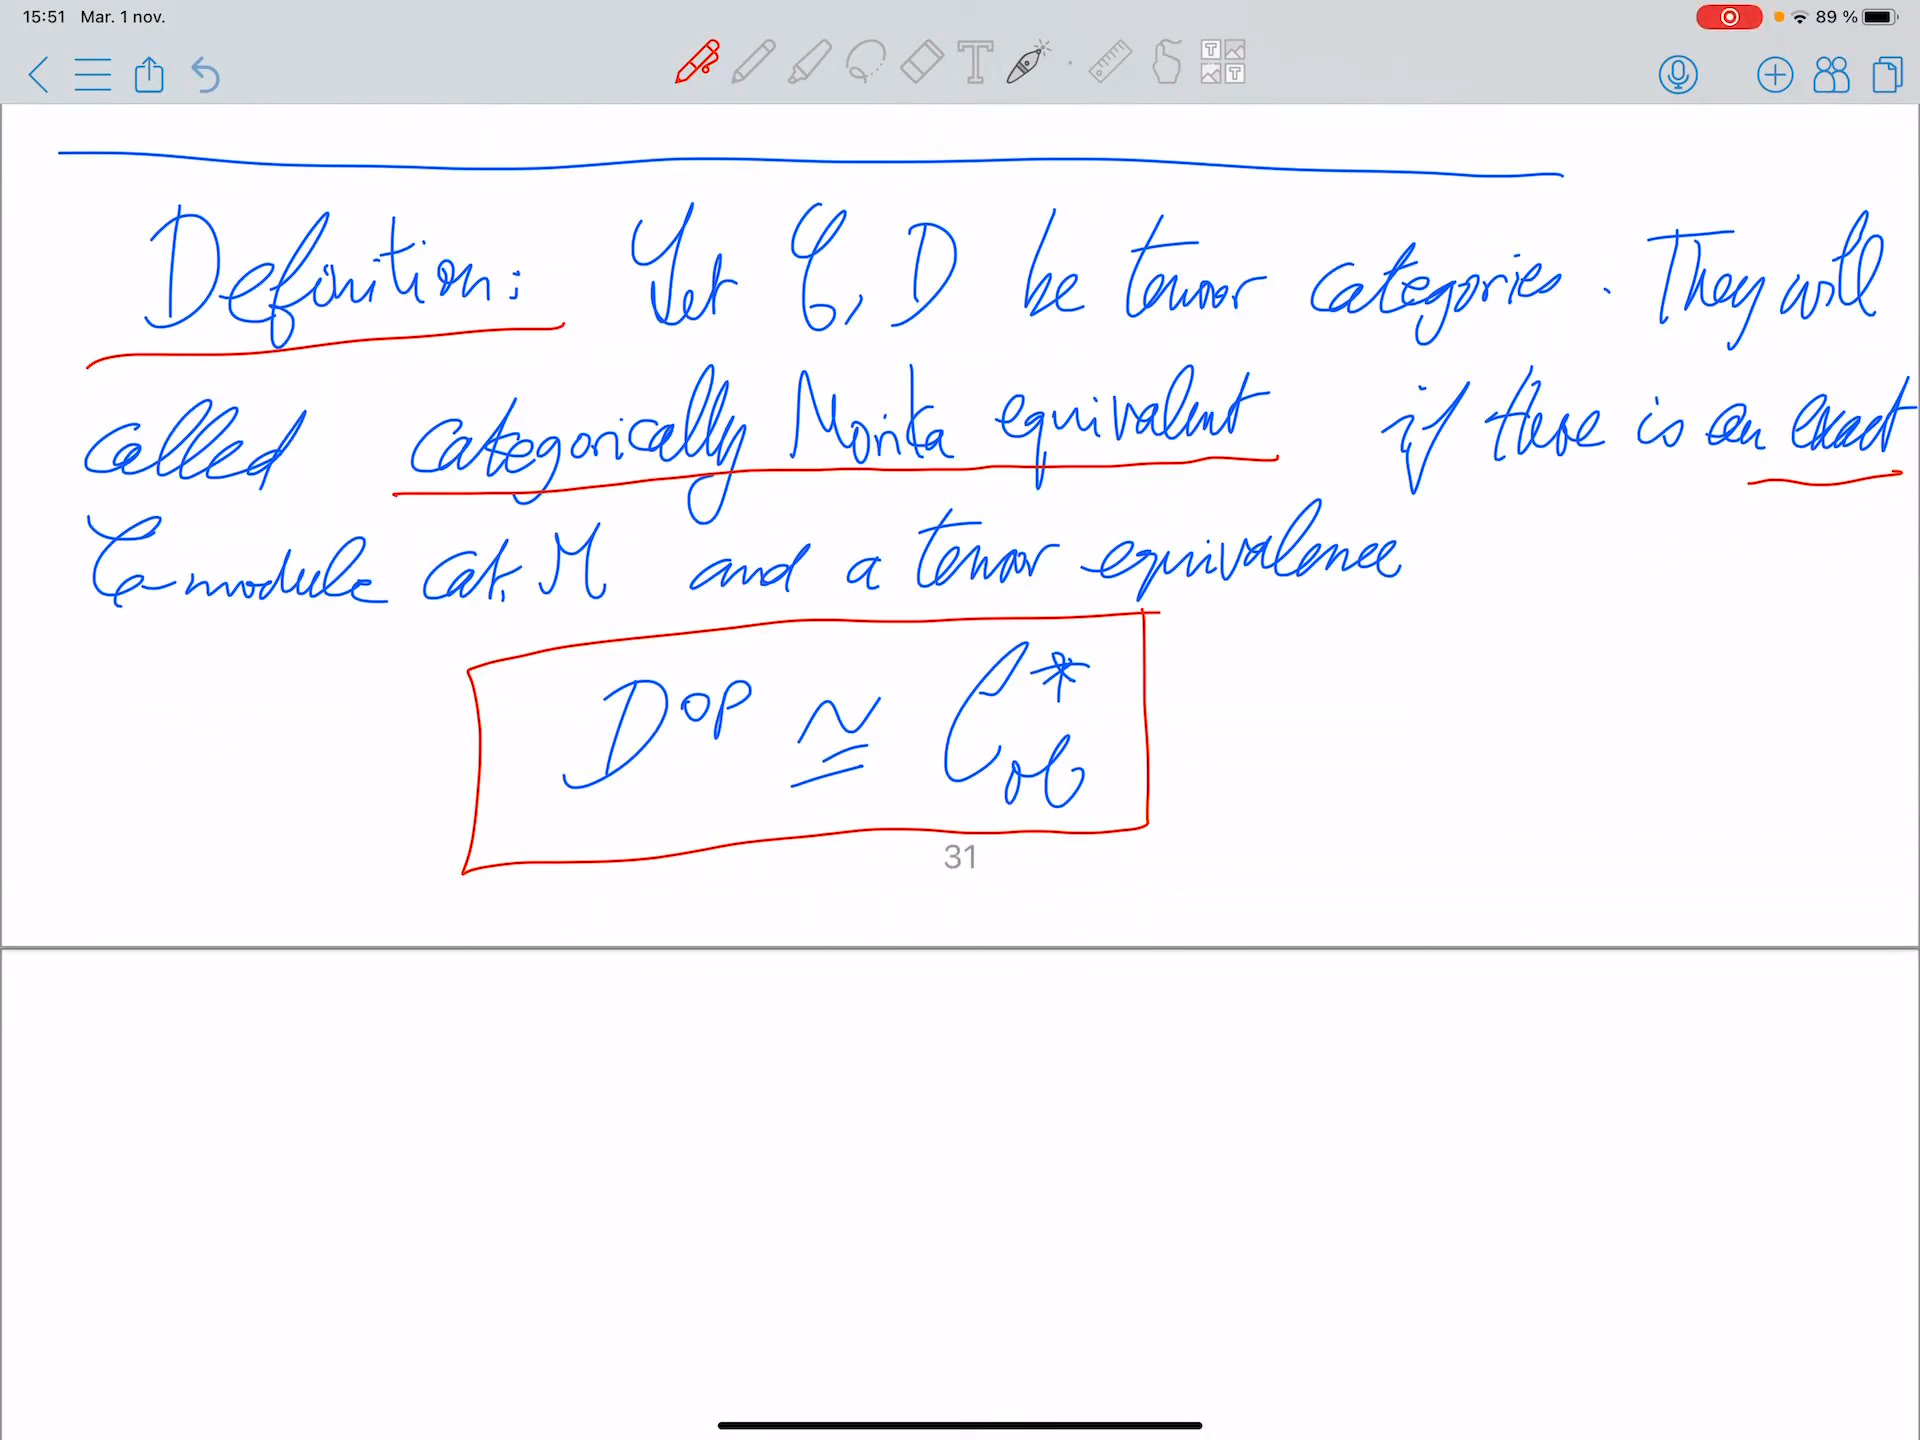 15:51 Mar. 1 nov. 89 %
Definition: Let C, D be tensor categories. They will
called categorically Morita equivalent if there is an exact
C-module cat. M and a tensor equivalence
D^op ≅ C*_M
31